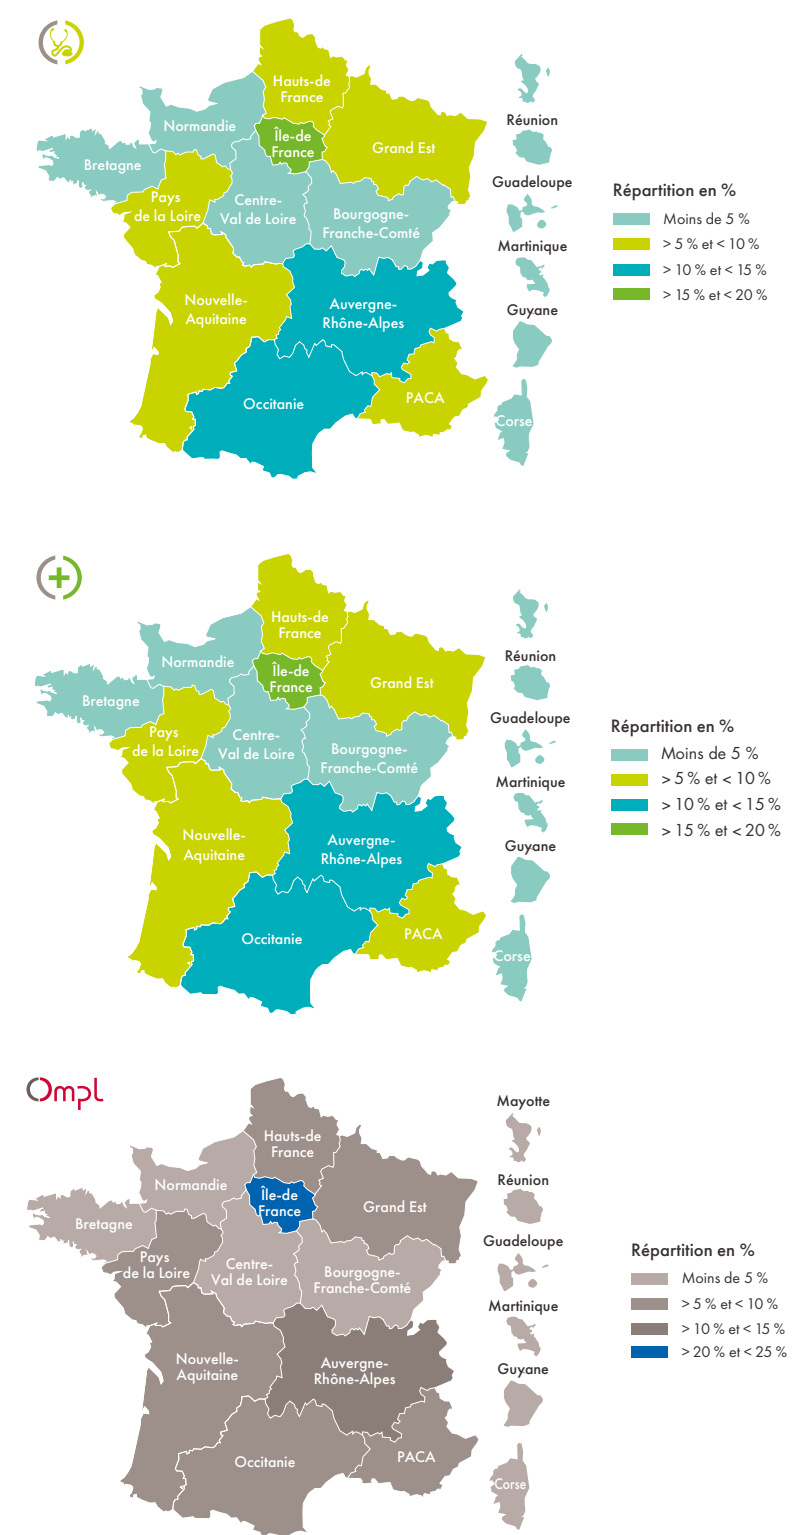 Hauts-de
France
Normandie
Île-de
France
Grand Est
Bretagne
Pays
de la Loire
Centre-
Val de Loire
Bourgogne-
Franche-Comté
Nouvelle-
Aquitaine
Auvergne-
Rhône-Alpes
Occitanie
PACA
Réunion
Guadeloupe
Martinique
Guyane
Corse
Répartition en %
Moins de 5 %
> 5 % et < 10 %
> 10 % et < 15 %
> 15 % et < 20 %
Hauts-de
France
Normandie
Île-de
France
Grand Est
Bretagne
Pays
de la Loire
Centre-
Val de Loire
Bourgogne-
Franche-Comté
Nouvelle-
Aquitaine
Auvergne-
Rhône-Alpes
Occitanie
PACA
Réunion
Guadeloupe
Martinique
Guyane
Corse
Répartition en %
Moins de 5 %
> 5 % et < 10 %
> 10 % et < 15 %
> 15 % et < 20 %
Ompl
Hauts-de
France
Normandie
Île-de
France
Grand Est
Bretagne
Pays
de la Loire
Centre-
Val de Loire
Bourgogne-
Franche-Comté
Nouvelle-
Aquitaine
Auvergne-
Rhône-Alpes
Occitanie
PACA
Mayotte
Réunion
Guadeloupe
Martinique
Guyane
Corse
Répartition en %
Moins de 5 %
> 5 % et < 10 %
> 10 % et < 15 %
> 20 % et < 25 %